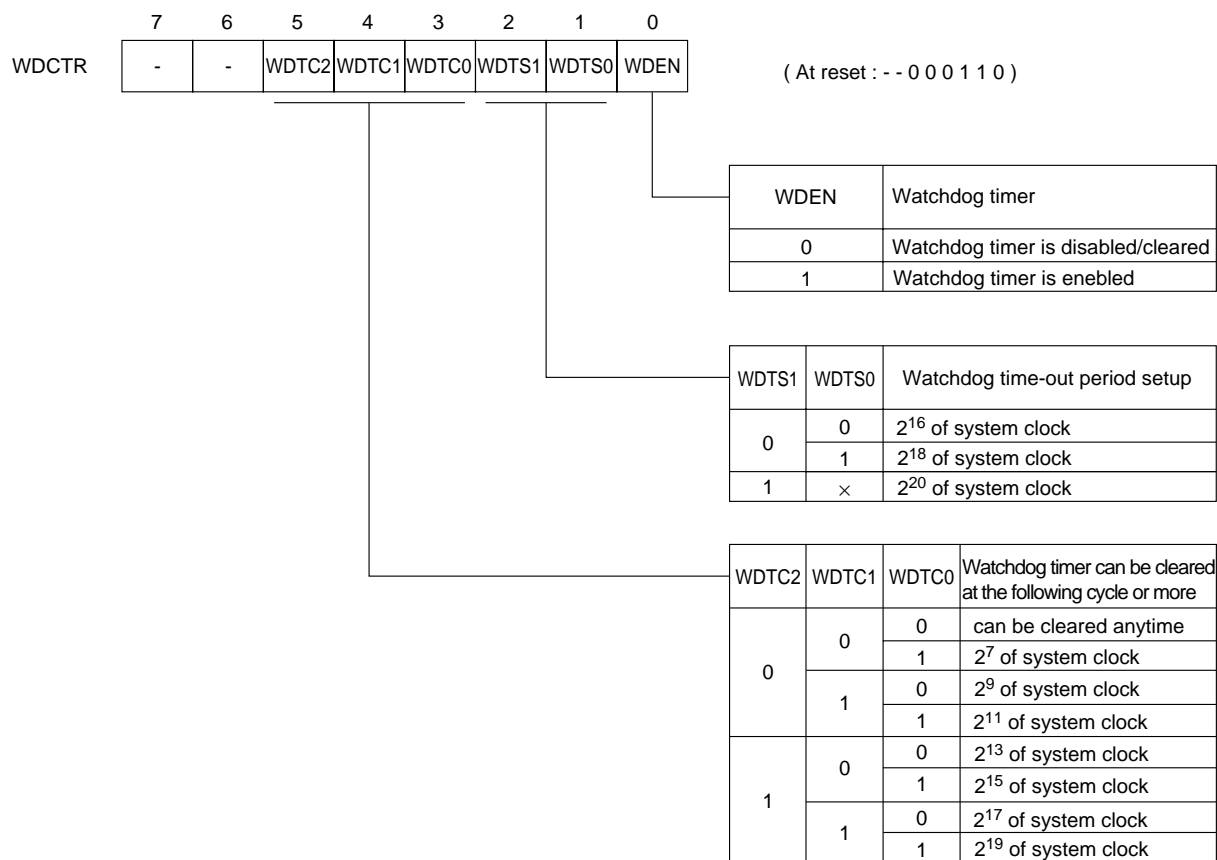 7 6 5 4 3 2 1 0
WDCTR - - WDTC2 WDTC1 WDTC0 WDTS1 WDTS0 WDEN ( At reset : - - 0 0 0 1 1 0 )
WDEN Watchdog timer
0 Watchdog timer is disabled/cleared
1 Watchdog timer is enebled
WDTS1 WDTS0 Watchdog time-out period setup
0 0 2^16 of system clock
1 2^18 of system clock
1 × 2^20 of system clock
WDTC2 WDTC1 WDTC0 Watchdog timer can be cleared
at the following cycle or more
0 0 0 can be cleared anytime
1 2^7 of system clock
1 0 2^9 of system clock
1 2^11 of system clock
1 0 0 2^13 of system clock
1 2^15 of system clock
1 0 2^17 of system clock
1 2^19 of system clock